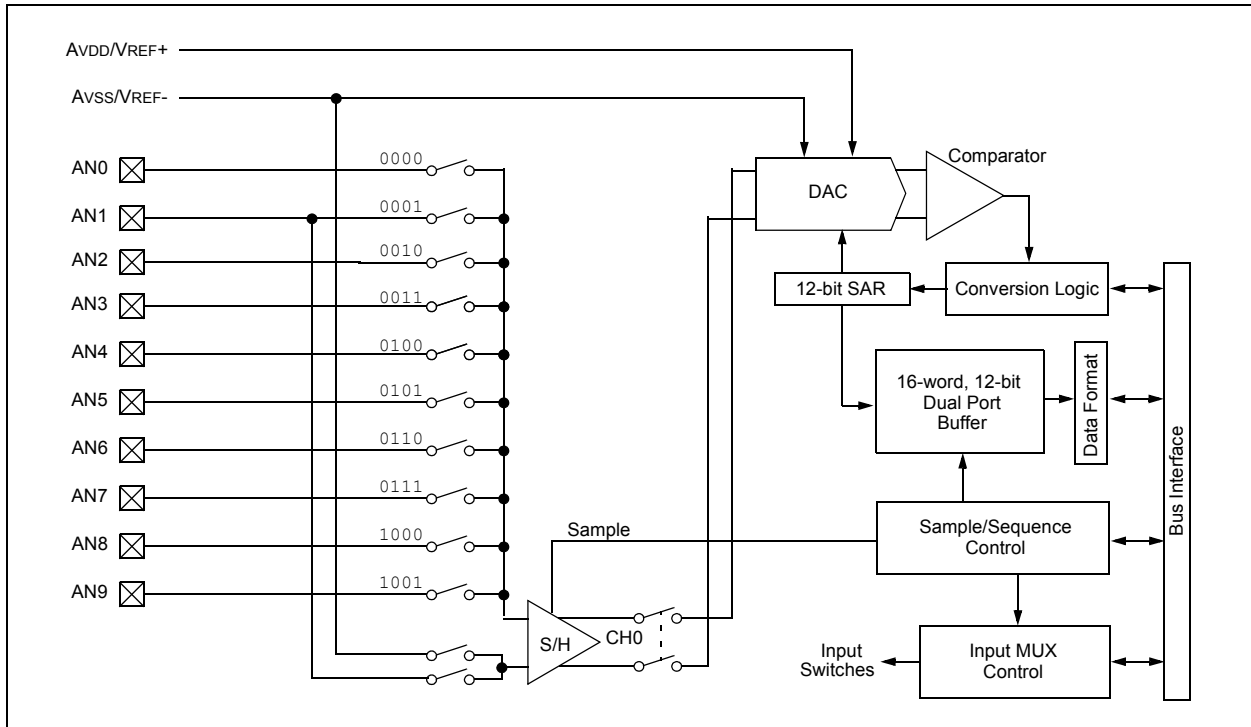 AVDD/VREF+
AVSS/VREF-
AN0
0000
AN1
0001
AN2
0010
AN3
0011
AN4
0100
AN5
0101
AN6
0110
AN7
0111
AN8
1000
AN9
1001
S/H
CH0
Sample
DAC
Comparator
12-bit SAR
Conversion Logic
16-word, 12-bit
Dual Port
Buffer
Data Format
Bus Interface
Sample/Sequence
Control
Input
Switches
Input MUX
Control